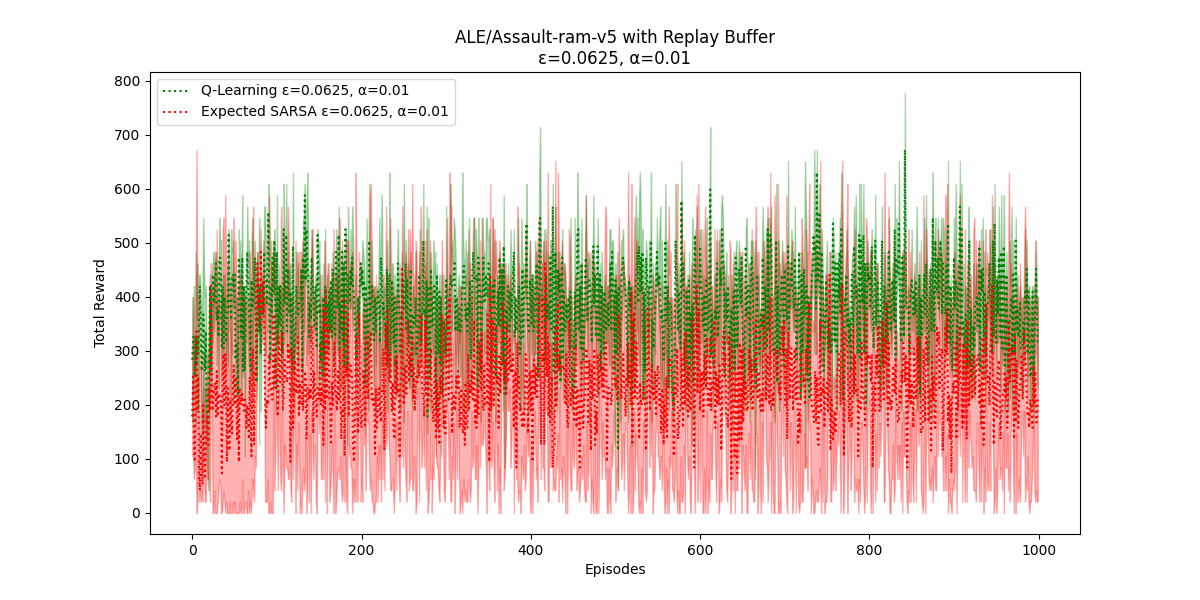 ALE/Assault-ram-v5 with Replay Buffer
ε=0.0625, α=0.01
Q-Learning ε=0.0625, α=0.01
Expected SARSA ε=0.0625, α=0.01
Total Reward
800
700
600
500
400
300
200
100
0
0 200 400 600 800 1000
Episodes